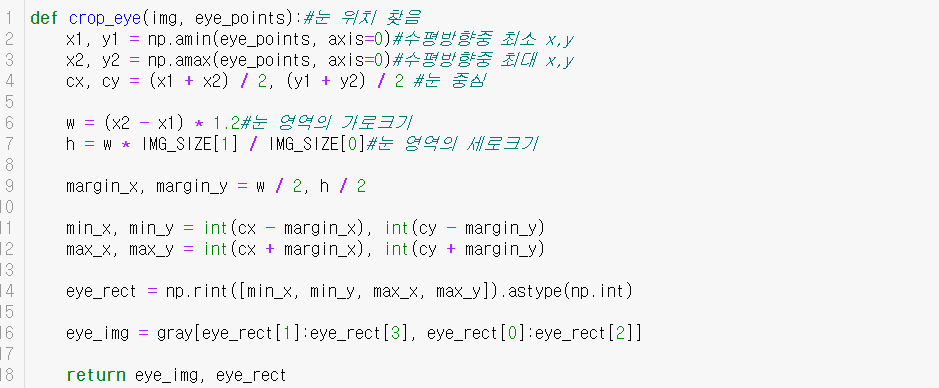 1 def crop_eye(img, eye_points):#눈 위치 찾음
2 x1, y1 = np.amin(eye_points, axis=0)#수평방향중 최소 x,y
3 x2, y2 = np.amax(eye_points, axis=0)#수평방향중 최대 x,y
4 cx, cy = (x1 + x2) / 2, (y1 + y2) / 2 #눈 중심
5
6 w = (x2 - x1) * 1.2#눈 영역의 가로크기
7 h = w * IMG_SIZE[1] / IMG_SIZE[0]#눈 영역의 세로크기
8
9 margin_x, margin_y = w / 2, h / 2
10
11 min_x, min_y = int(cx - margin_x), int(cy - margin_y)
12 max_x, max_y = int(cx + margin_x), int(cy + margin_y)
13
14 eye_rect = np.rint([min_x, min_y, max_x, max_y]).astype(np.int)
15
16 eye_img = gray[eye_rect[1]:eye_rect[3], eye_rect[0]:eye_rect[2]]
17
18 return eye_img, eye_rect